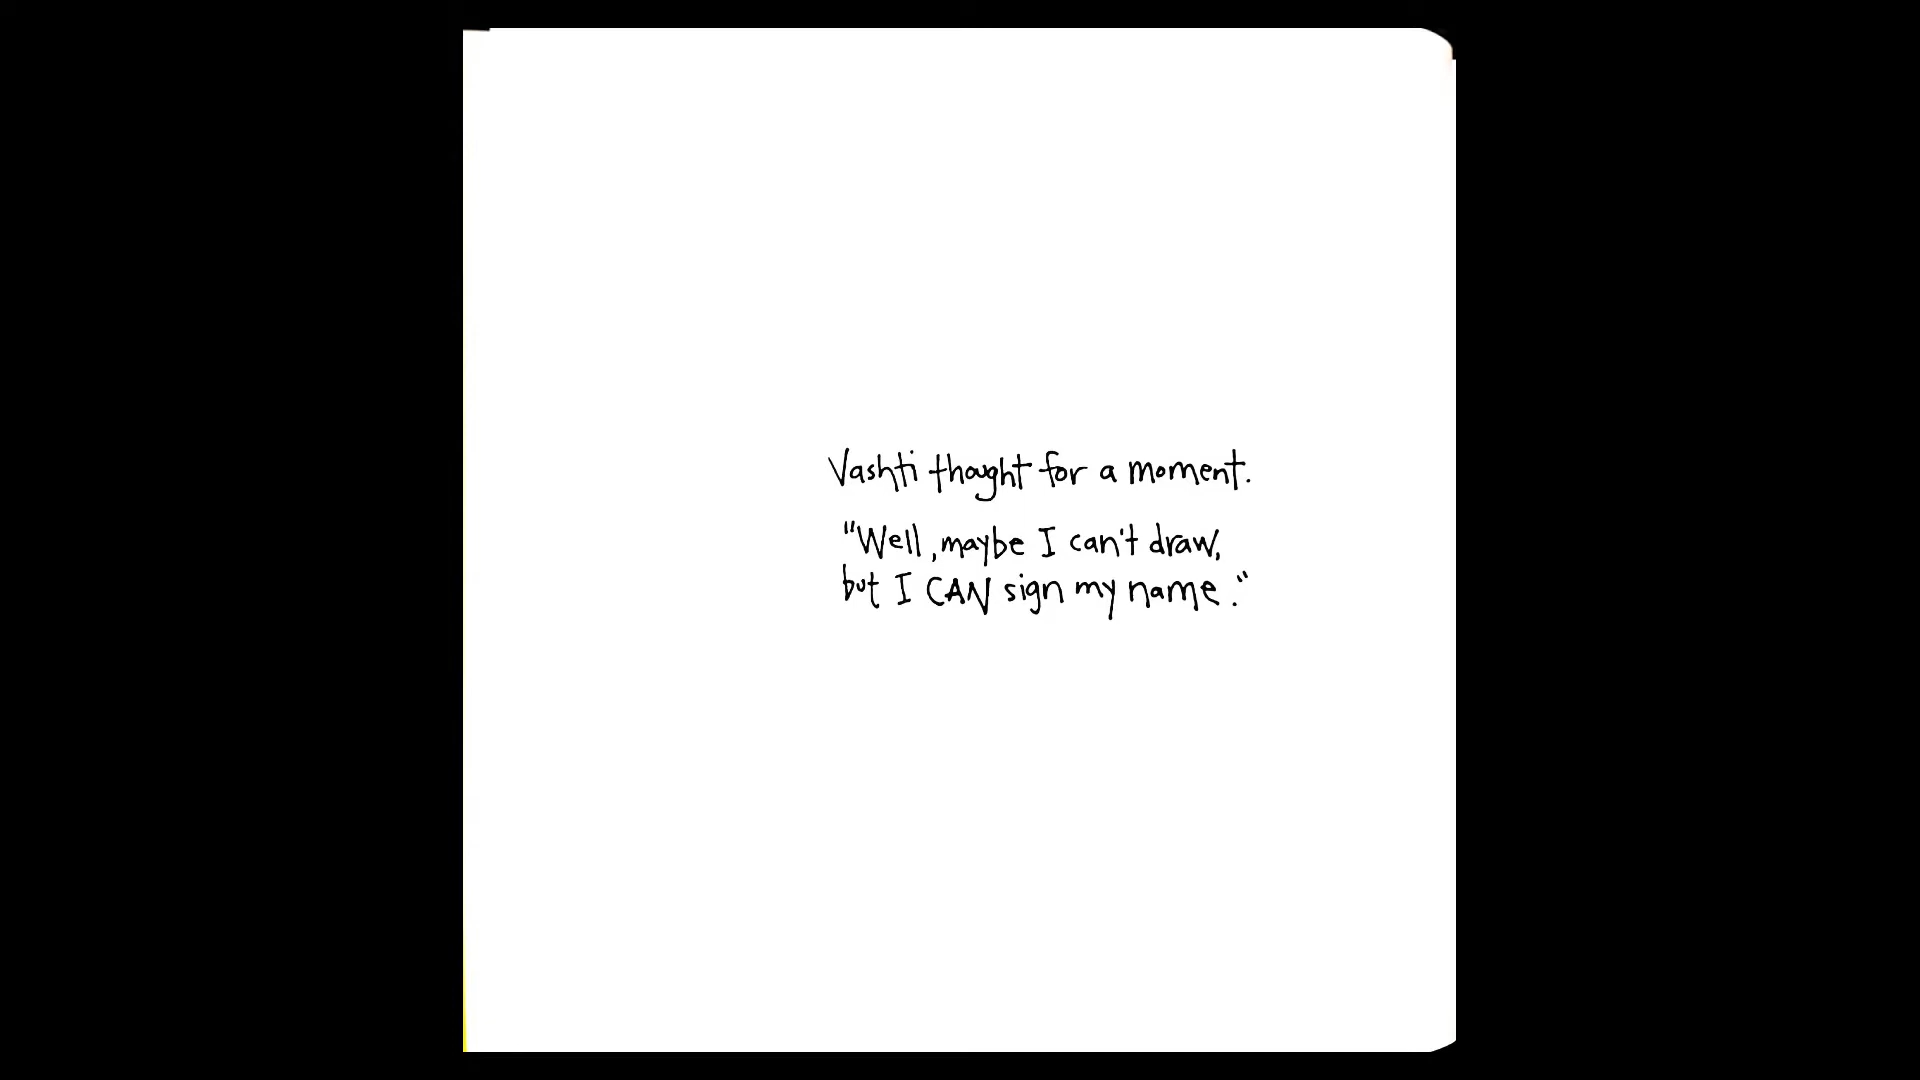 Vashti thought for a moment.
"Well, maybe I can't draw,
but I CAN sign my name."